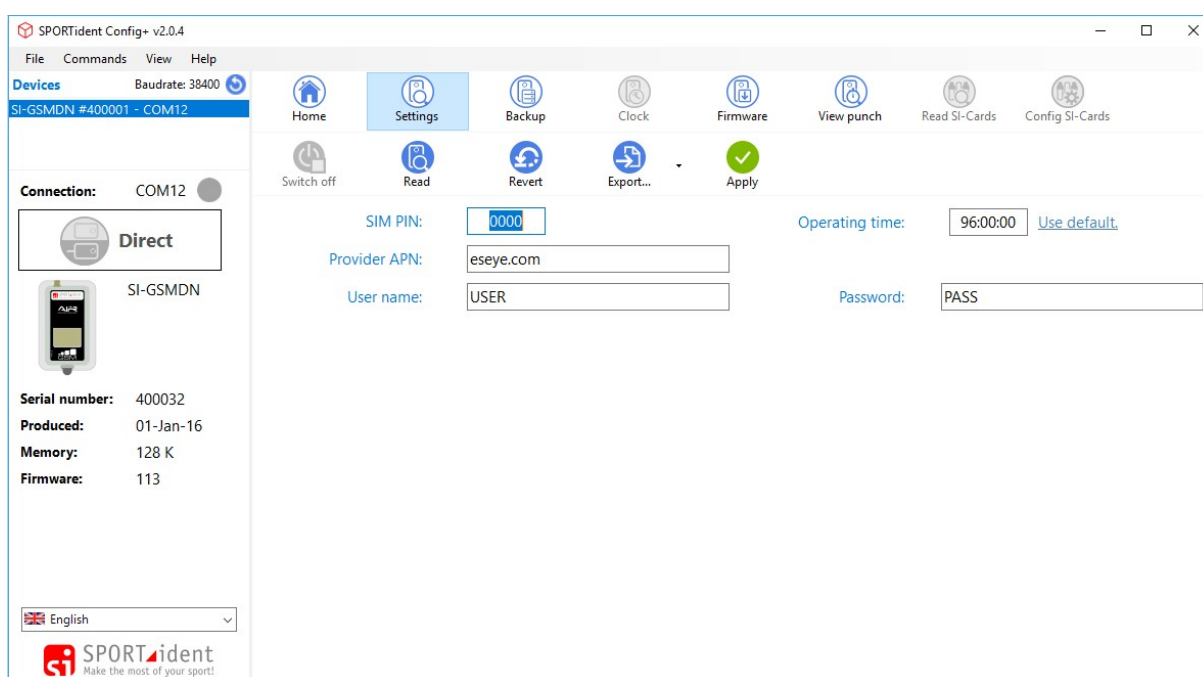 SPORTident Config+ v2.0.4
File Commands View Help
Devices Baudrate: 38400
SI-GSMDN #400001 - COM12
Home Settings Backup Clock Firmware View punch Read SI-Cards Config SI-Cards
Switch off Read Revert Export... Apply
Connection: COM12
Direct
SI-GSMDN
AIR
GSM
Serial number: 400032
Produced: 01-Jan-16
Memory: 128 K
Firmware: 113
English
si SPORTident
Make the most of your sport!
SIM PIN: 0000 Operating time: 96:00:00 Use default.
Provider APN: eseye.com
User name: USER Password: PASS